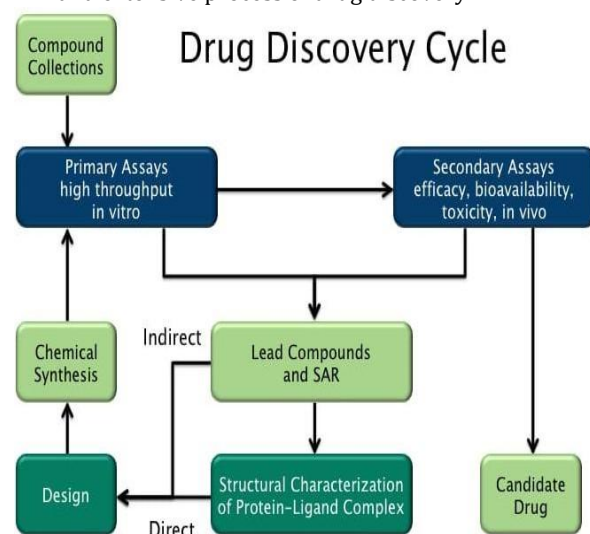 Compound
Collections
Drug Discovery Cycle
Primary Assays
high throughput
in vitro
Secondary Assays
efficacy, bioavailability,
toxicity, in vivo
Indirect
Chemical
Synthesis
Lead Compounds
and SAR
Design
Structural Characterization
of Protein-Ligand Complex
Candidate
Drug
Direct